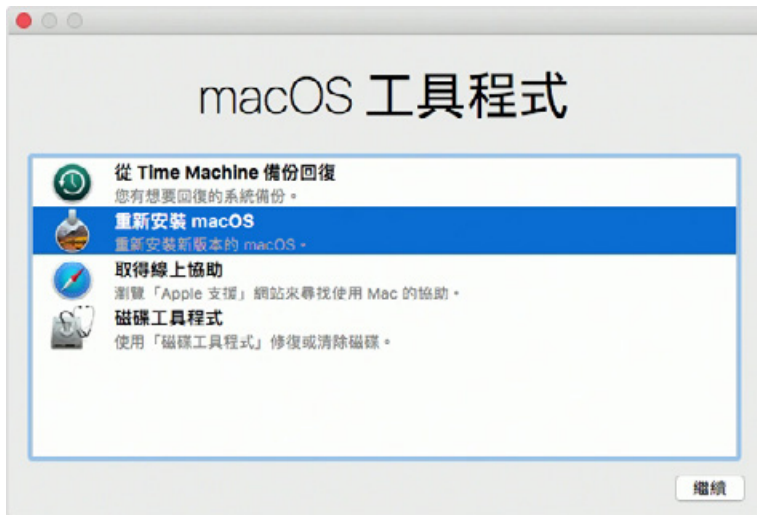 macOS 工具程式
從 Time Machine 備份回復
您有想要回復的系統備份。
重新安裝 macOS
重新安裝新版本的 macOS。
取得線上協助
瀏覽「Apple 支援」網站來尋找使用 Mac 的協助。
磁碟工具程式
使用「磁碟工具程式」修復或清除磁碟。
繼續